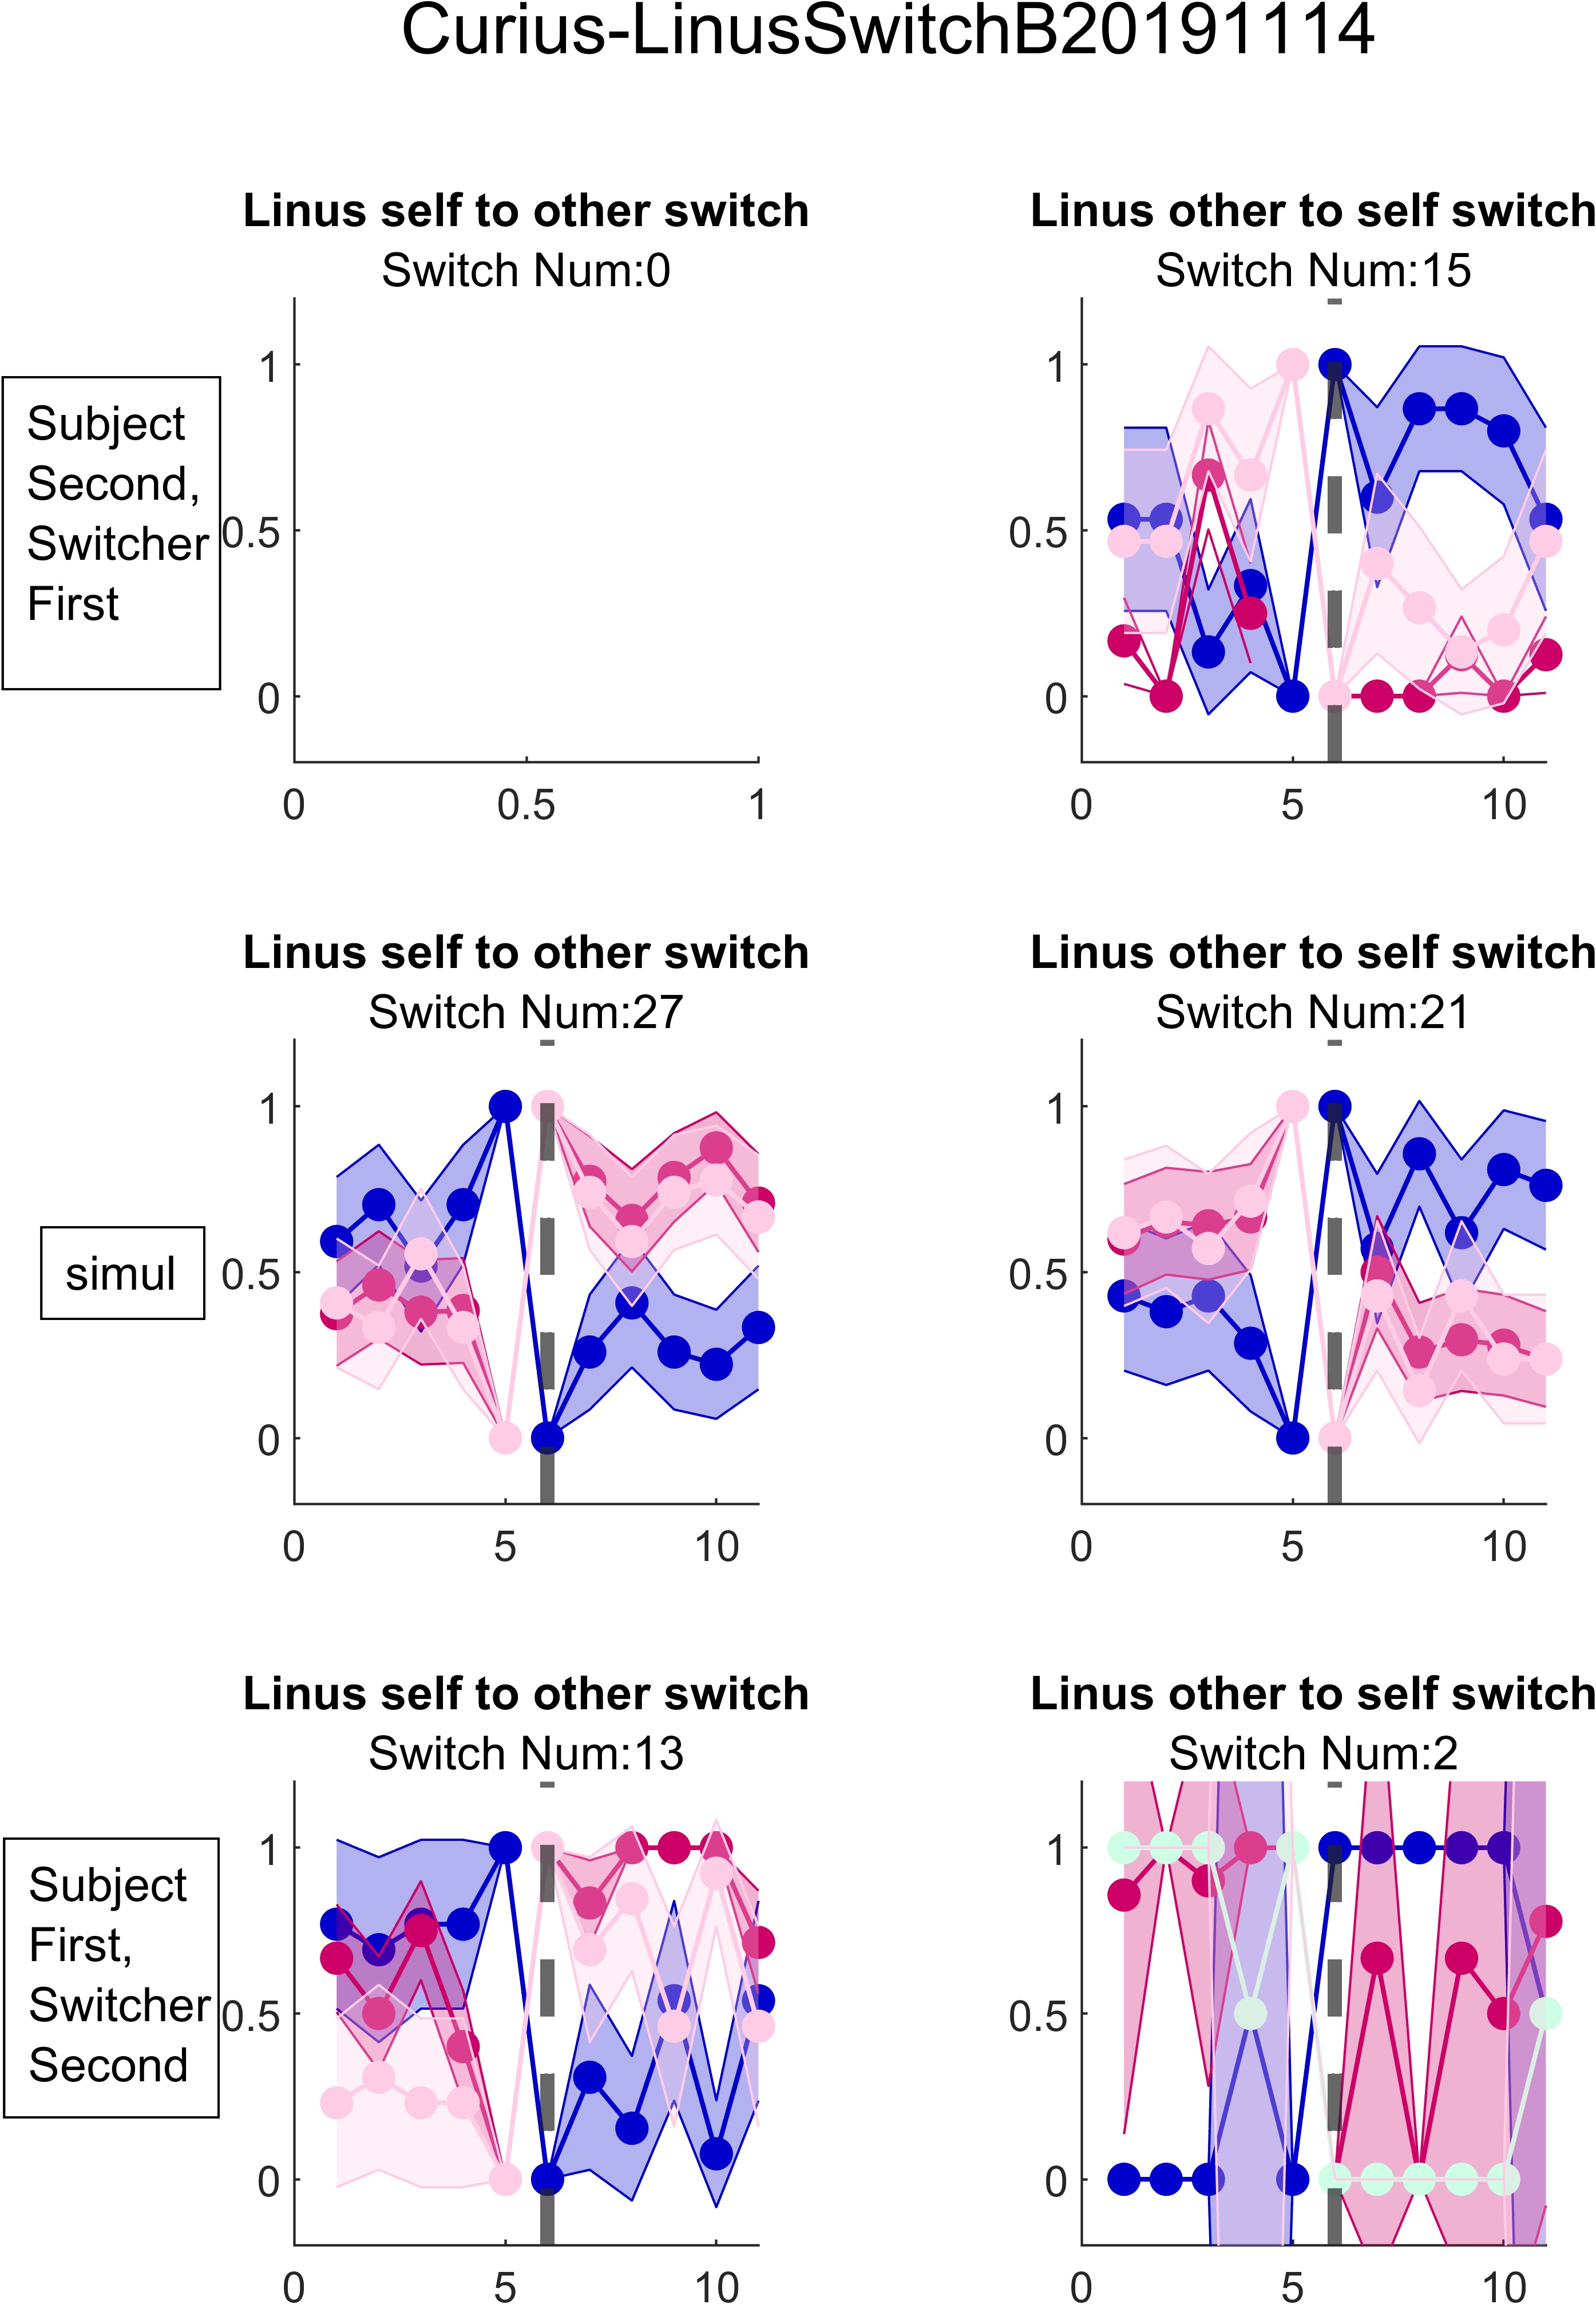 Curius-LinusSwitchB20191114
Linus self to other switch
Switch Num:0
Linus other to self switch
Switch Num:15
Subject
Second,
Switcher
First
1
0.5
0
0 0.5 1
1
0.5
0
0 5 10
Linus self to other switch
Switch Num:27
Linus other to self switch
Switch Num:21
simul
1
0.5
0
0 5 10
1
0.5
0
0 5 10
Linus self to other switch
Switch Num:13
Linus other to self switch
Switch Num:2
Subject
First,
Switcher
Second
1
0.5
0
0 5 10
1
0.5
0
0 5 10